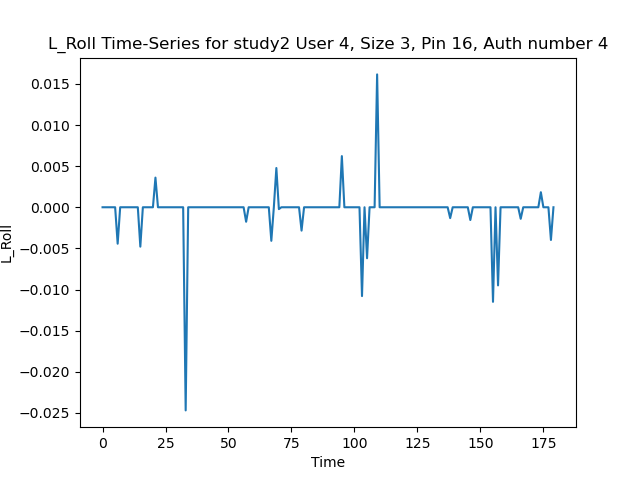 L_Roll Time-Series for study2 User 4, Size 3, Pin 16, Auth number 4
0.015
0.010
0.005
0.000
−0.005
−0.010
−0.015
−0.020
−0.025
L_Roll
0 25 50 75 100 125 150 175
Time